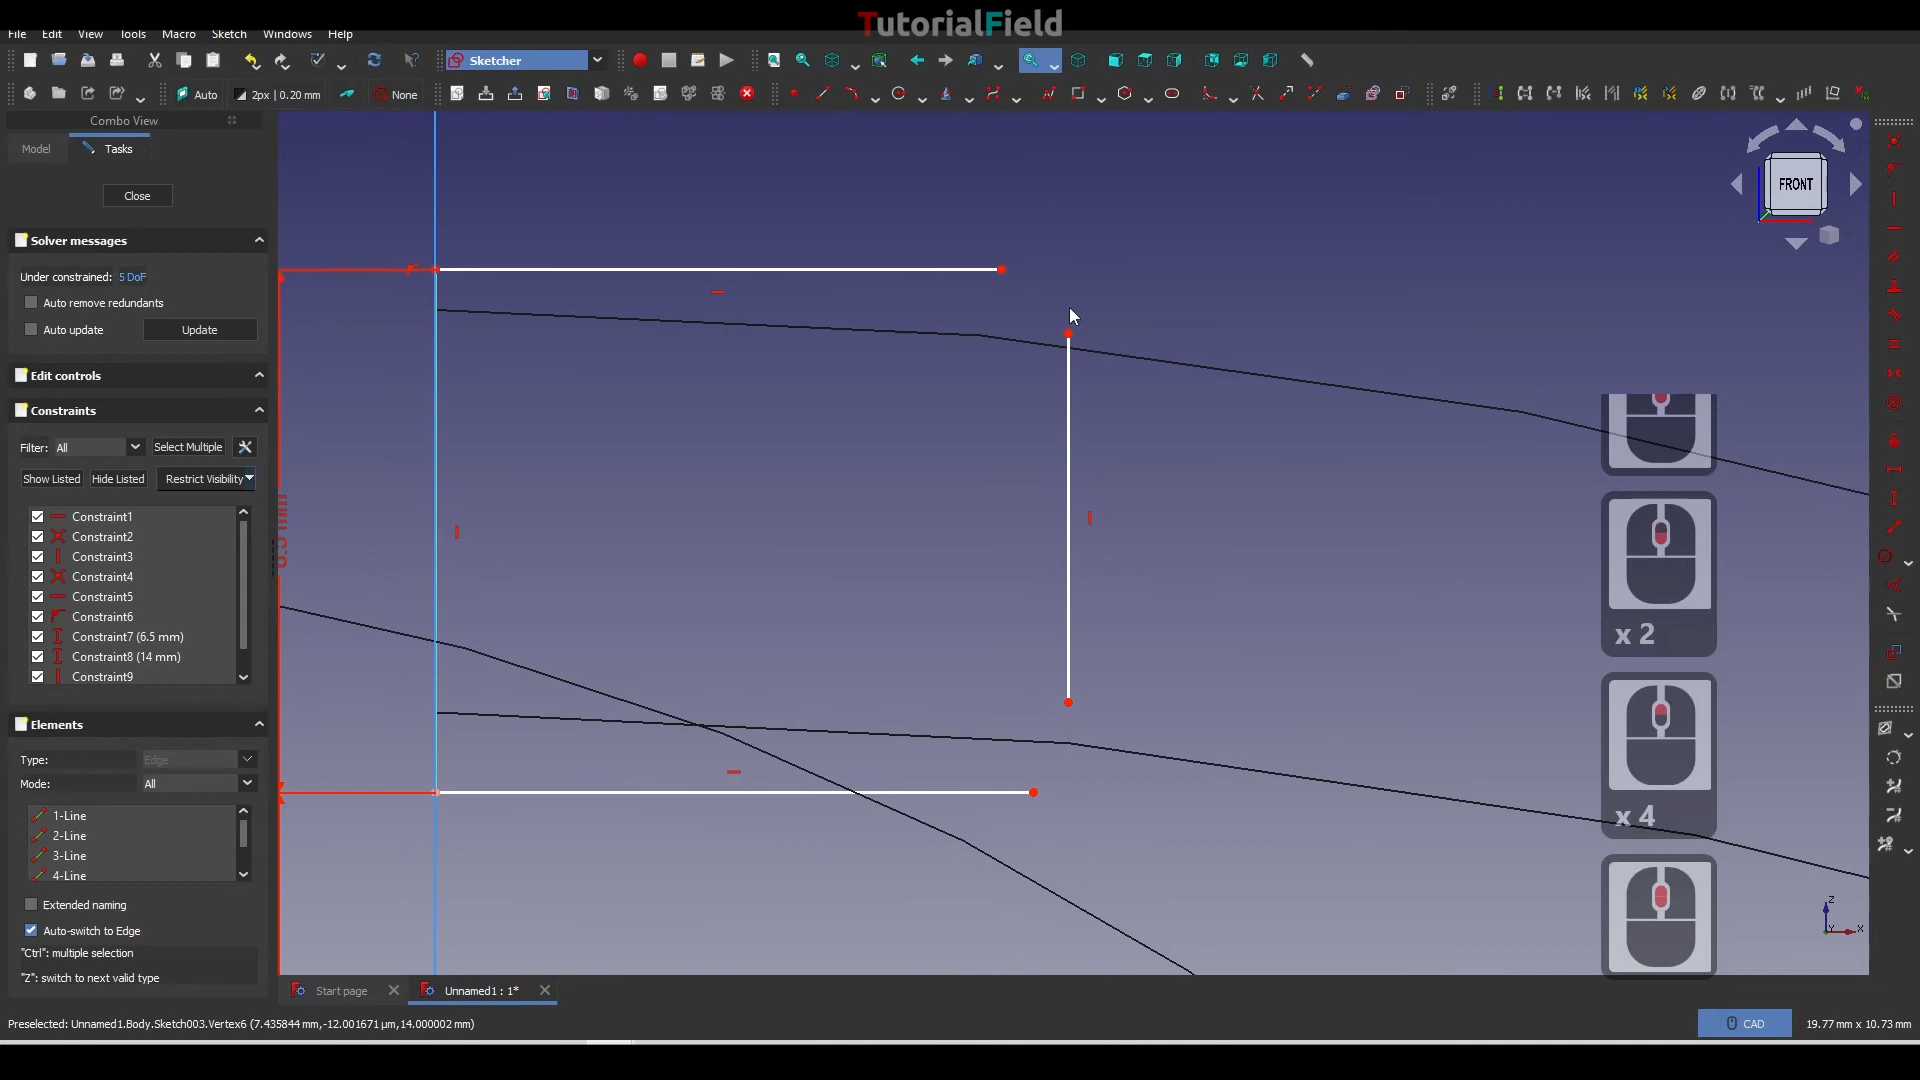 TutorialField
File Edit View Tools Macro Sketch Windows Help
Sketcher
Auto 2px | 0.20 mm None
Combo View
Model Tasks
Close
Solver messages
Under constrained: 5 DoF
Auto remove redundants
Auto update Update
Edit controls
Constraints
Filter: All Select Multiple
Show Listed Hide Listed Restrict Visibility
Constraint1
Constraint2
Constraint3
Constraint4
Constraint5
Constraint6
Constraint7 (6.5 mm)
Constraint8 (14 mm)
Constraint9
Elements
Type: Edge
Mode: All
1-Line
2-Line
3-Line
4-Line
Extended naming
Auto-switch to Edge
"Ctrl": multiple selection
"Z": switch to next valid type
FRONT
x 2
x 4
Z
Y X
Start page Unnamed1 : 1*
Preselected: Unnamed1.Body.Sketch003.Vertex6 (7.435844 mm,-12.001671 µm,14.000002 mm)
CAD 19.77 mm x 10.73 mm